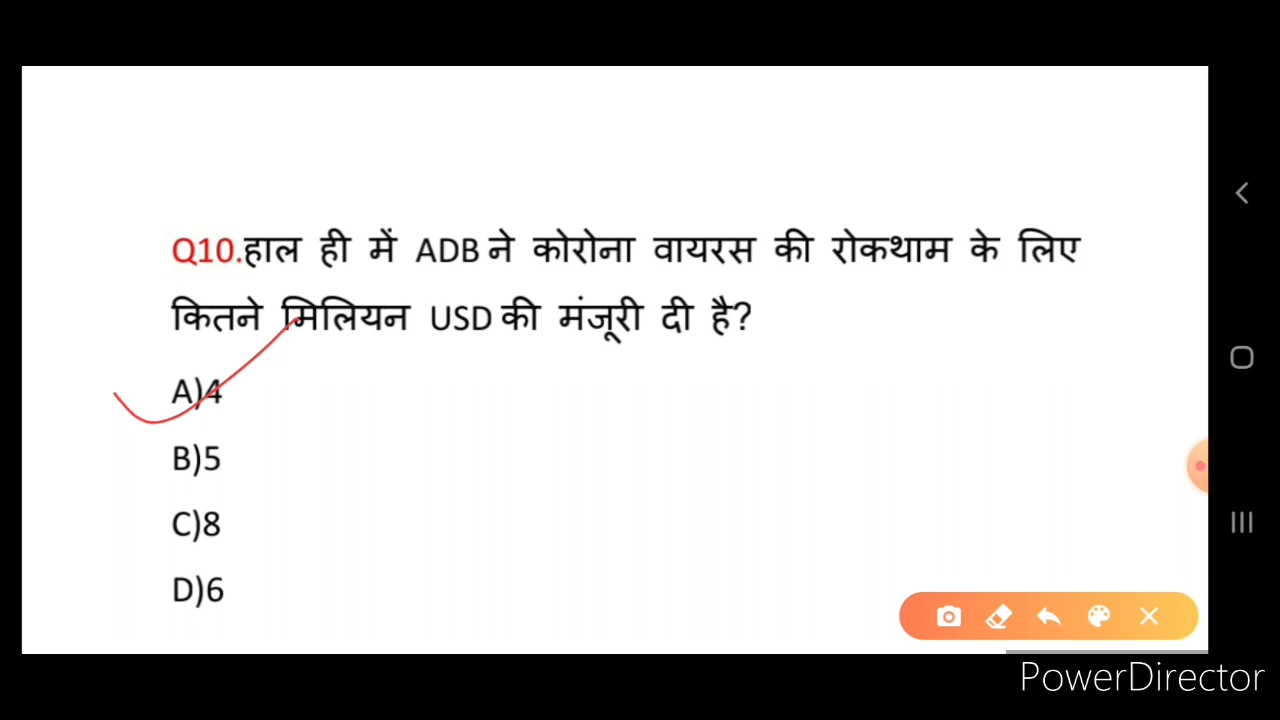 Q10.हाल ही में ADB ने कोरोना वायरस की रोकथाम के लिए
कितने मिलियन USD की मंजूरी दी है?
A)4
B)5
C)8
D)6
PowerDirector